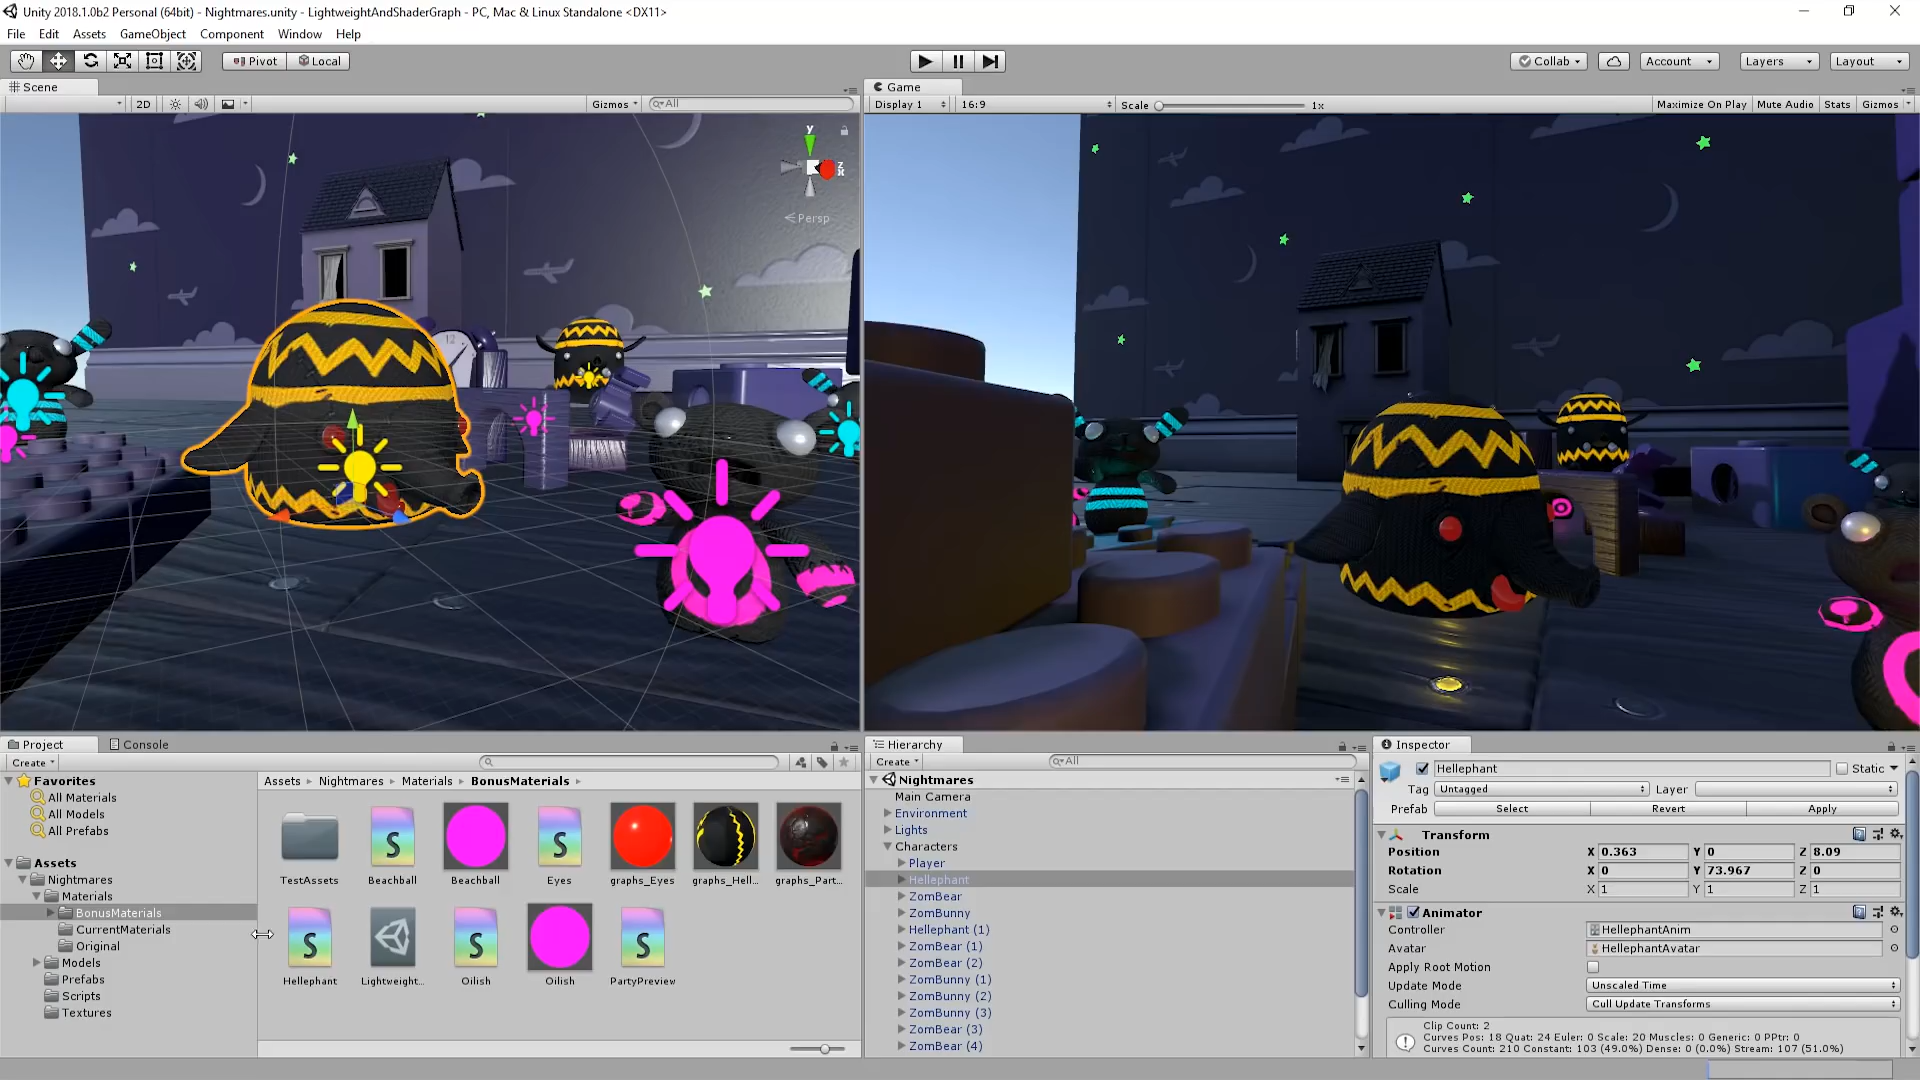 Unity 2018.1.0b2 Personal (64bit) - Nightmares.unity - LightweightAndShaderGraph - PC, Mac & Linux Standalone <DX11>
File Edit Assets GameObject Component Window Help
Pivot Local Collab Account Layers Layout
Scene
2D Gizmos All
y
z
x
Persp
Game
Display 1 16:9 Scale 1x Maximize On Play Mute Audio Stats Gizmos
Project Console
Create
Favorites
All Materials
All Models
All Prefabs
Assets
Nightmares
Materials
BonusMaterials
CurrentMaterials
Original
Models
Prefabs
Scripts
Textures
Assets Nightmares Materials BonusMaterials
TestAssets Beachball Beachball Eyes graphs_Eyes graphs_Hell... graphs_Part...
Hellephant Lightweight... Oilish Oilish PartyPreview
Hierarchy
Create All
Nightmares
Main Camera
Environment
Lights
Characters
Player
Hellephant
ZomBear
ZomBunny
Hellephant (1)
ZomBear (1)
ZomBear (2)
ZomBunny (1)
ZomBunny (2)
ZomBunny (3)
ZomBear (3)
ZomBear (4)
Inspector
Hellephant Static
Tag Untagged Layer
Prefab Select Revert Apply
Transform
Position X 0.363 Y 0 Z 8.09
Rotation X 0 Y 73.967 Z 0
Scale X 1 Y 1 Z 1
Animator
Controller HellephantAnim
Avatar HellephantAvatar
Apply Root Motion
Update Mode Unscaled Time
Culling Mode Cull Update Transforms
Clip Count: 2
Curves Pos: 18 Quat: 24 Euler: 0 Scale: 20 Muscles: 0 Generic: 0 PPtr: 0
Curves Count: 210 Constant: 103 (49.0%) Dense: 0 (0.0%) Stream: 107 (51.0%)